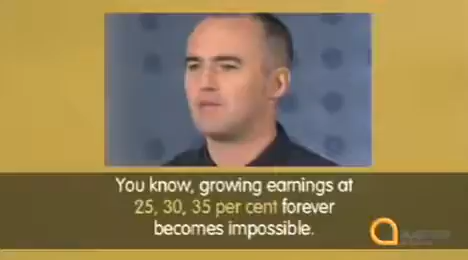 You know, growing earnings at
25, 30, 35 per cent forever
becomes impossible.